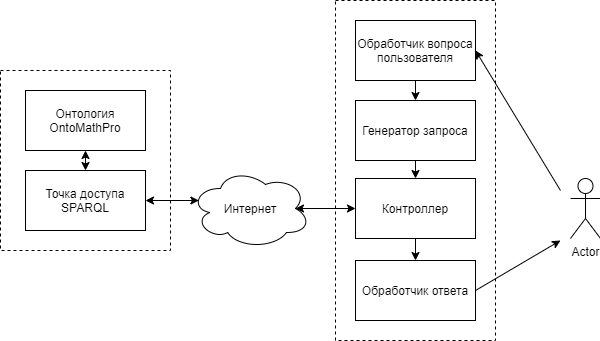 Обработчик вопроса
пользователя
Онтология
OntoMathPro
Генератор запроса
Точка доступа
SPARQL
Интернет
Контроллер
Actor
Обработчик ответа